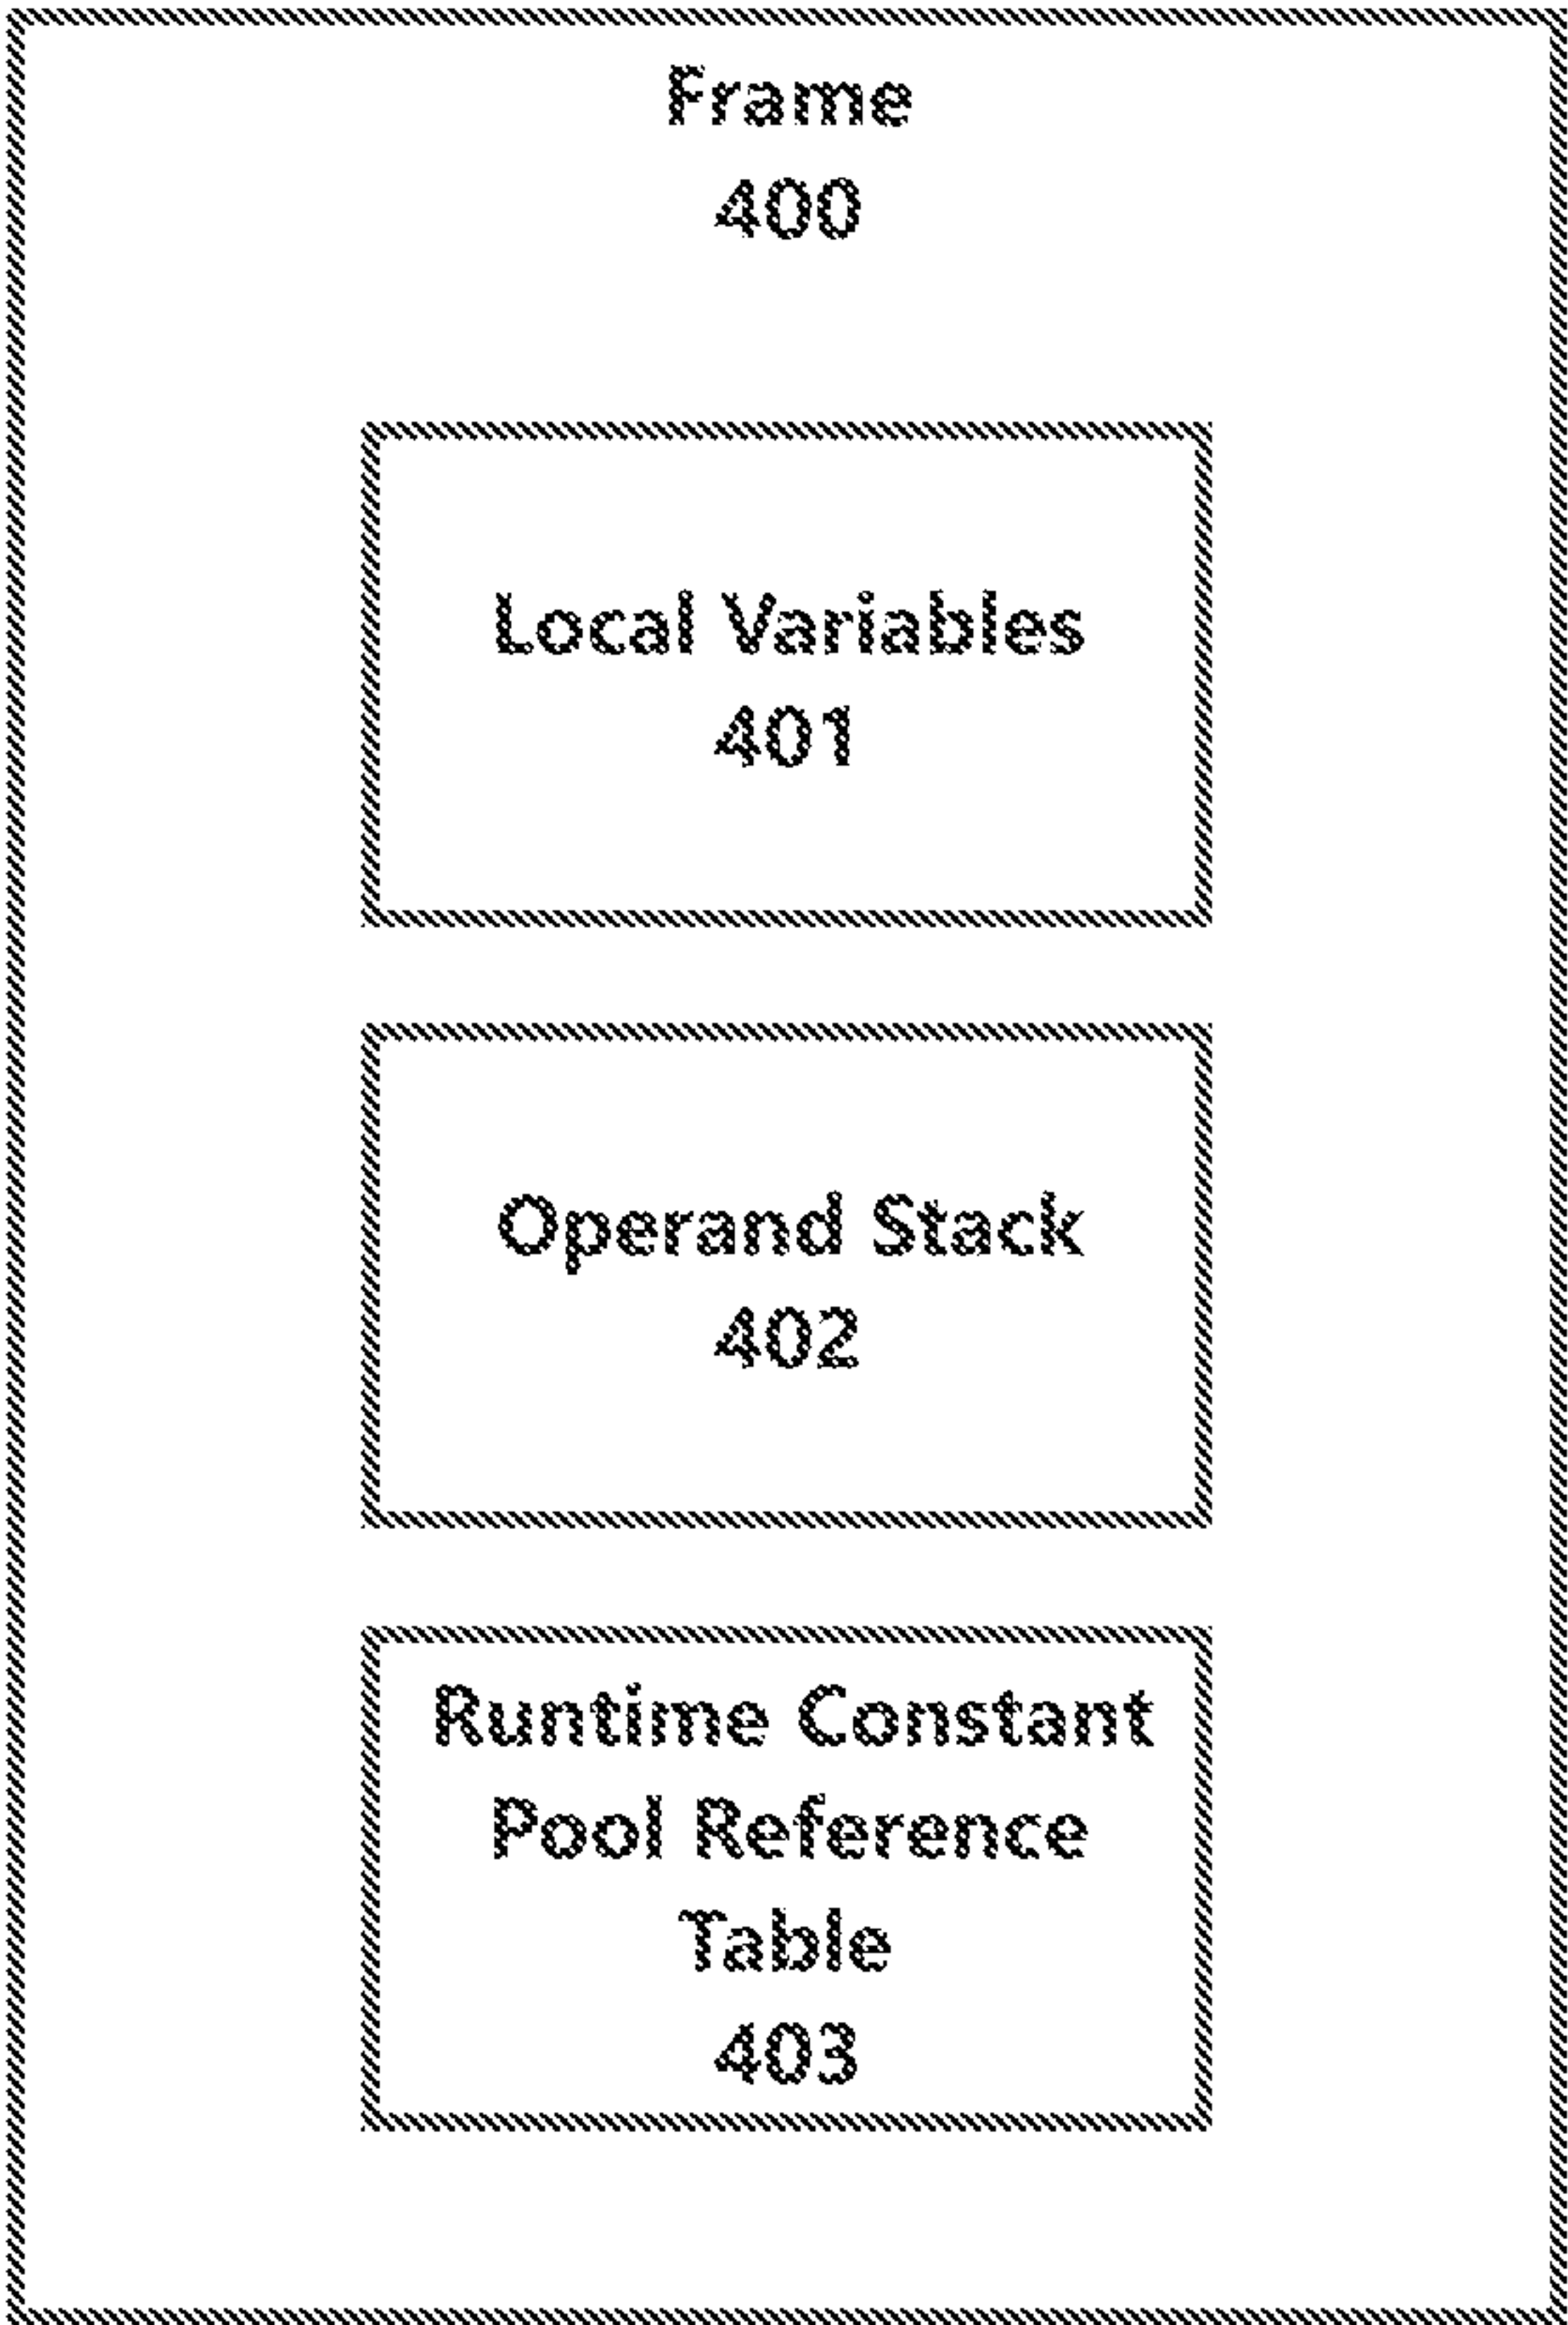 Frame
400
Local Variables
401
Operand Stack
402
Runtime Constant
Pool Reference
Table
403